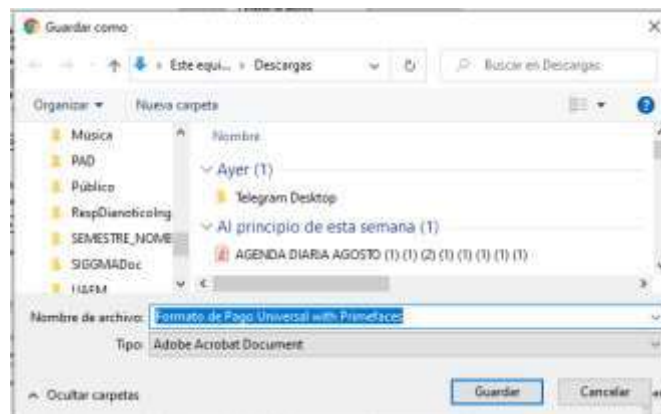 Guardar como
Este equi... > Descargas
Buscar en Descargas
Organizar
Nueva carpeta
Música
PAD
Público
RespDianoticoIng
SEMESTRE_NOME
SIGGMADoc
UAEM
Nombre
Ayer (1)
Telegram Desktop
Al principio de esta semana (1)
AGENDA DIARIA AGOSTO (1) (1) (2) (1) (1) (1) (1) (1)
Nombre de archivo: Formato de Pago Universal with Primefaces
Tipo: Adobe Acrobat Document
Ocultar carpetas
Guardar
Cancelar